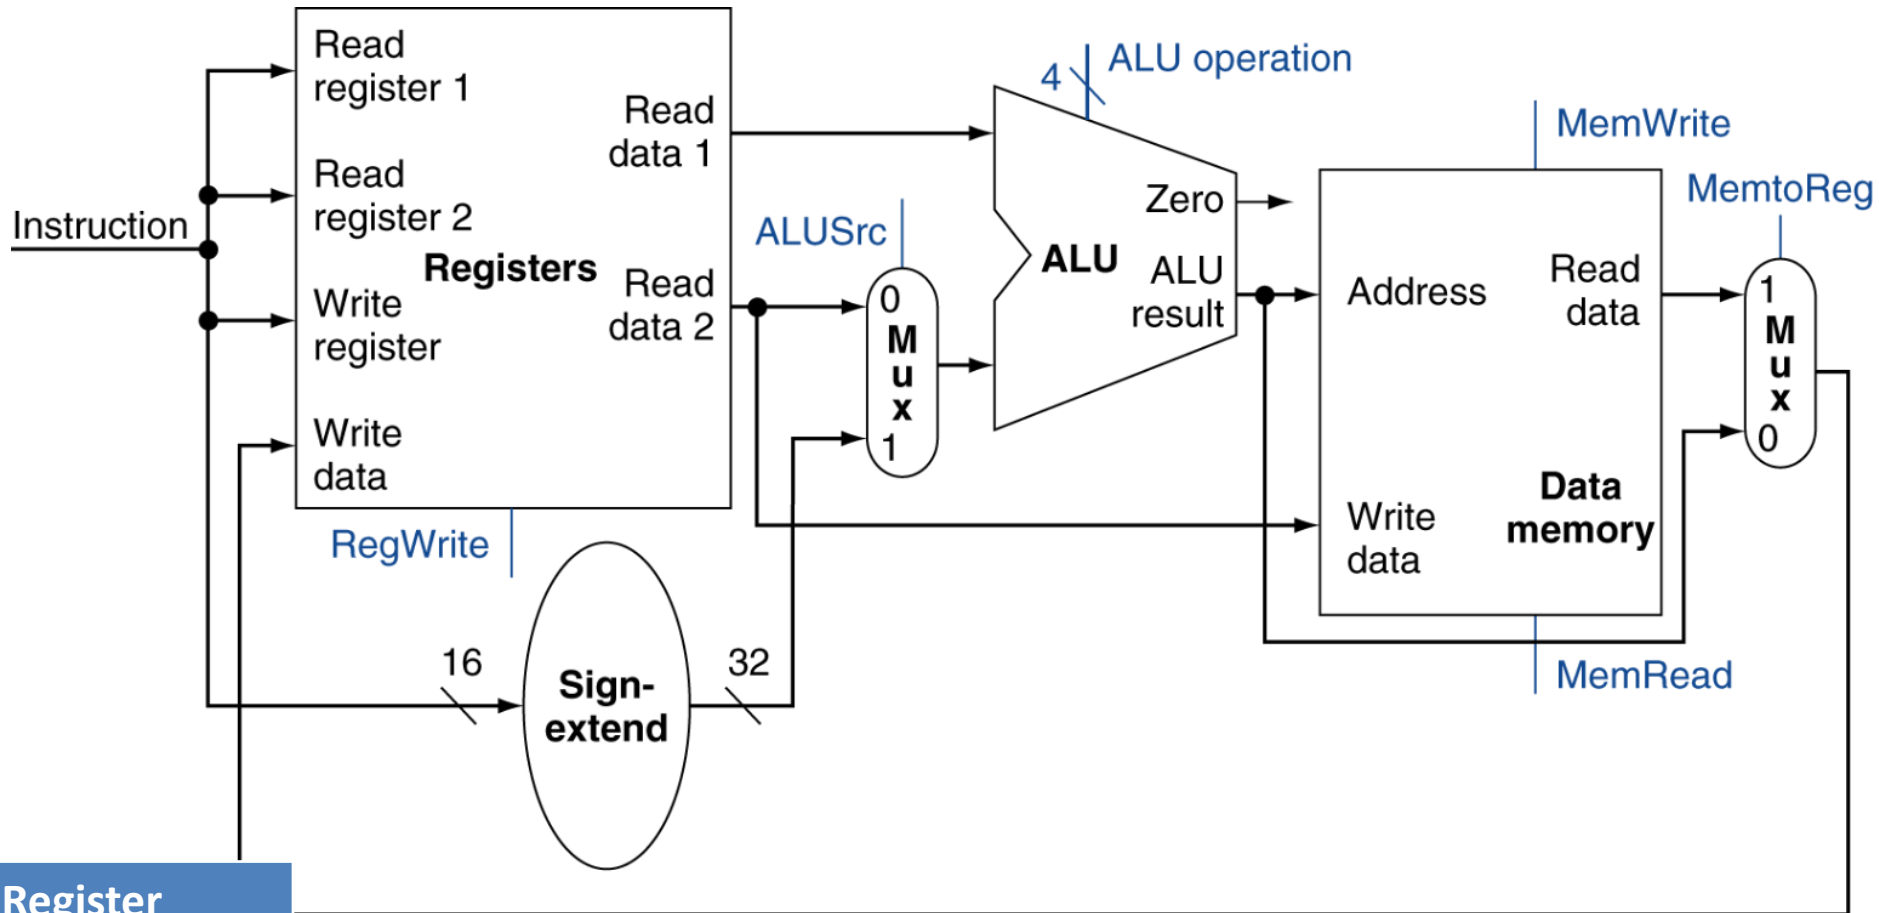 Instruction
Read
register 1
Read
register 2
Write
register
Write
data
Registers
Read
data 1
Read
data 2
RegWrite
16
Sign-
extend
32
ALUSrc
0
M
u
x
1
4
ALU operation
ALU
Zero
ALU
result
MemWrite
Address
Read
data
Write
data
Data
memory
MemRead
MemtoReg
1
M
u
x
0
Register